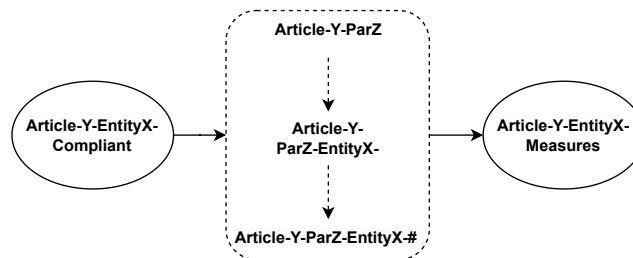 Article-Y-ParZ
Article-Y-EntityX-
Compliant
Article-Y-
ParZ-EntityX-
Article-Y-EntityX-
Measures
Article-Y-ParZ-EntityX-#